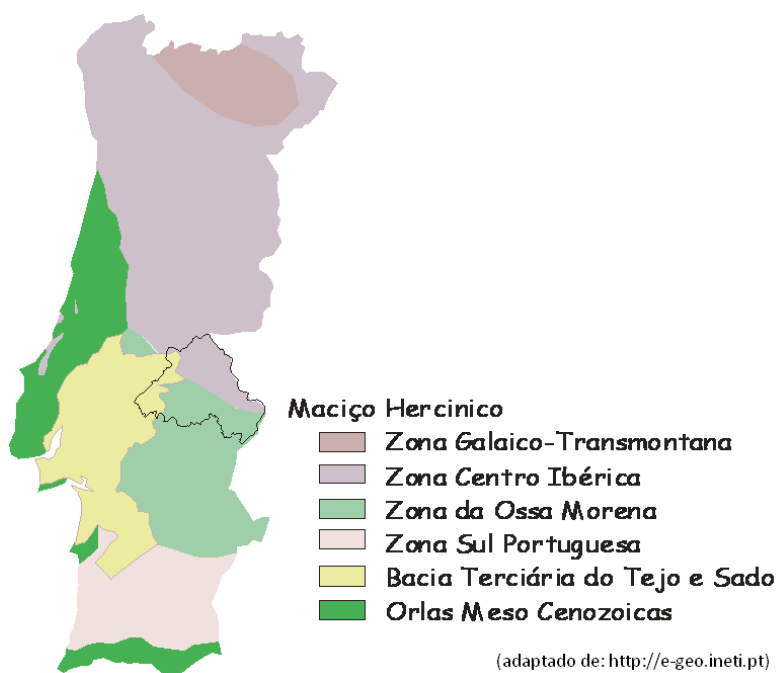 Maciço Hercinico
Zona Galaico-Transmontana
Zona Centro Ibérica
Zona da Ossa Morena
Zona Sul Portuguesa
Bacia Terciária do Tejo e Sado
Orlas Meso Cenozoicas
(adaptado de: http://e-geo.ineti.pt)